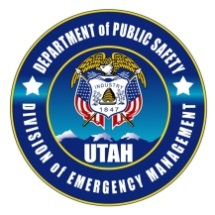 DEPARTMENT of PUBLIC SAFETY
INDUSTRY
1847
UTAH
DIVISION of EMERGENCY MANAGEMENT